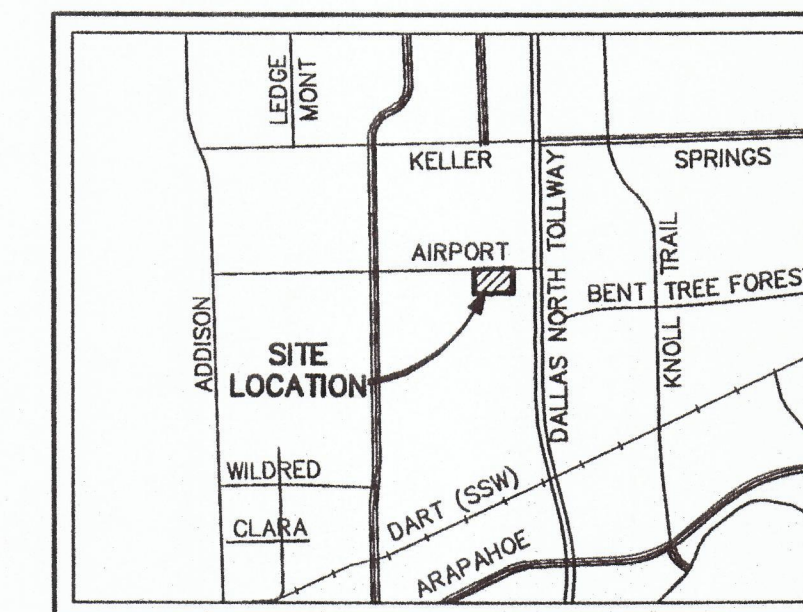 LEDGE
MONT
KELLER
SPRINGS
AIRPORT
DALLAS NORTH TOLLWAY
KNOLL TRAIL
BENT TREE FORES
ADDISON
SITE
LOCATION
WILDRED
CLARA
DART (SSW)
ARAPAHOE